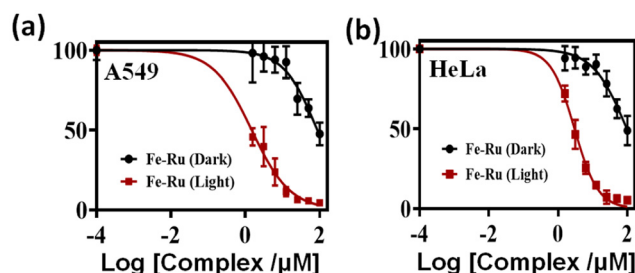 (a)
100
A549
50
Fe-Ru (Dark)
Fe-Ru (Light)
0
-4 -2 0 2
Log [Complex /μM]
(b)
100
HeLa
50
Fe-Ru (Dark)
Fe-Ru (Light)
0
-4 -2 0 2
Log [Complex /μM]